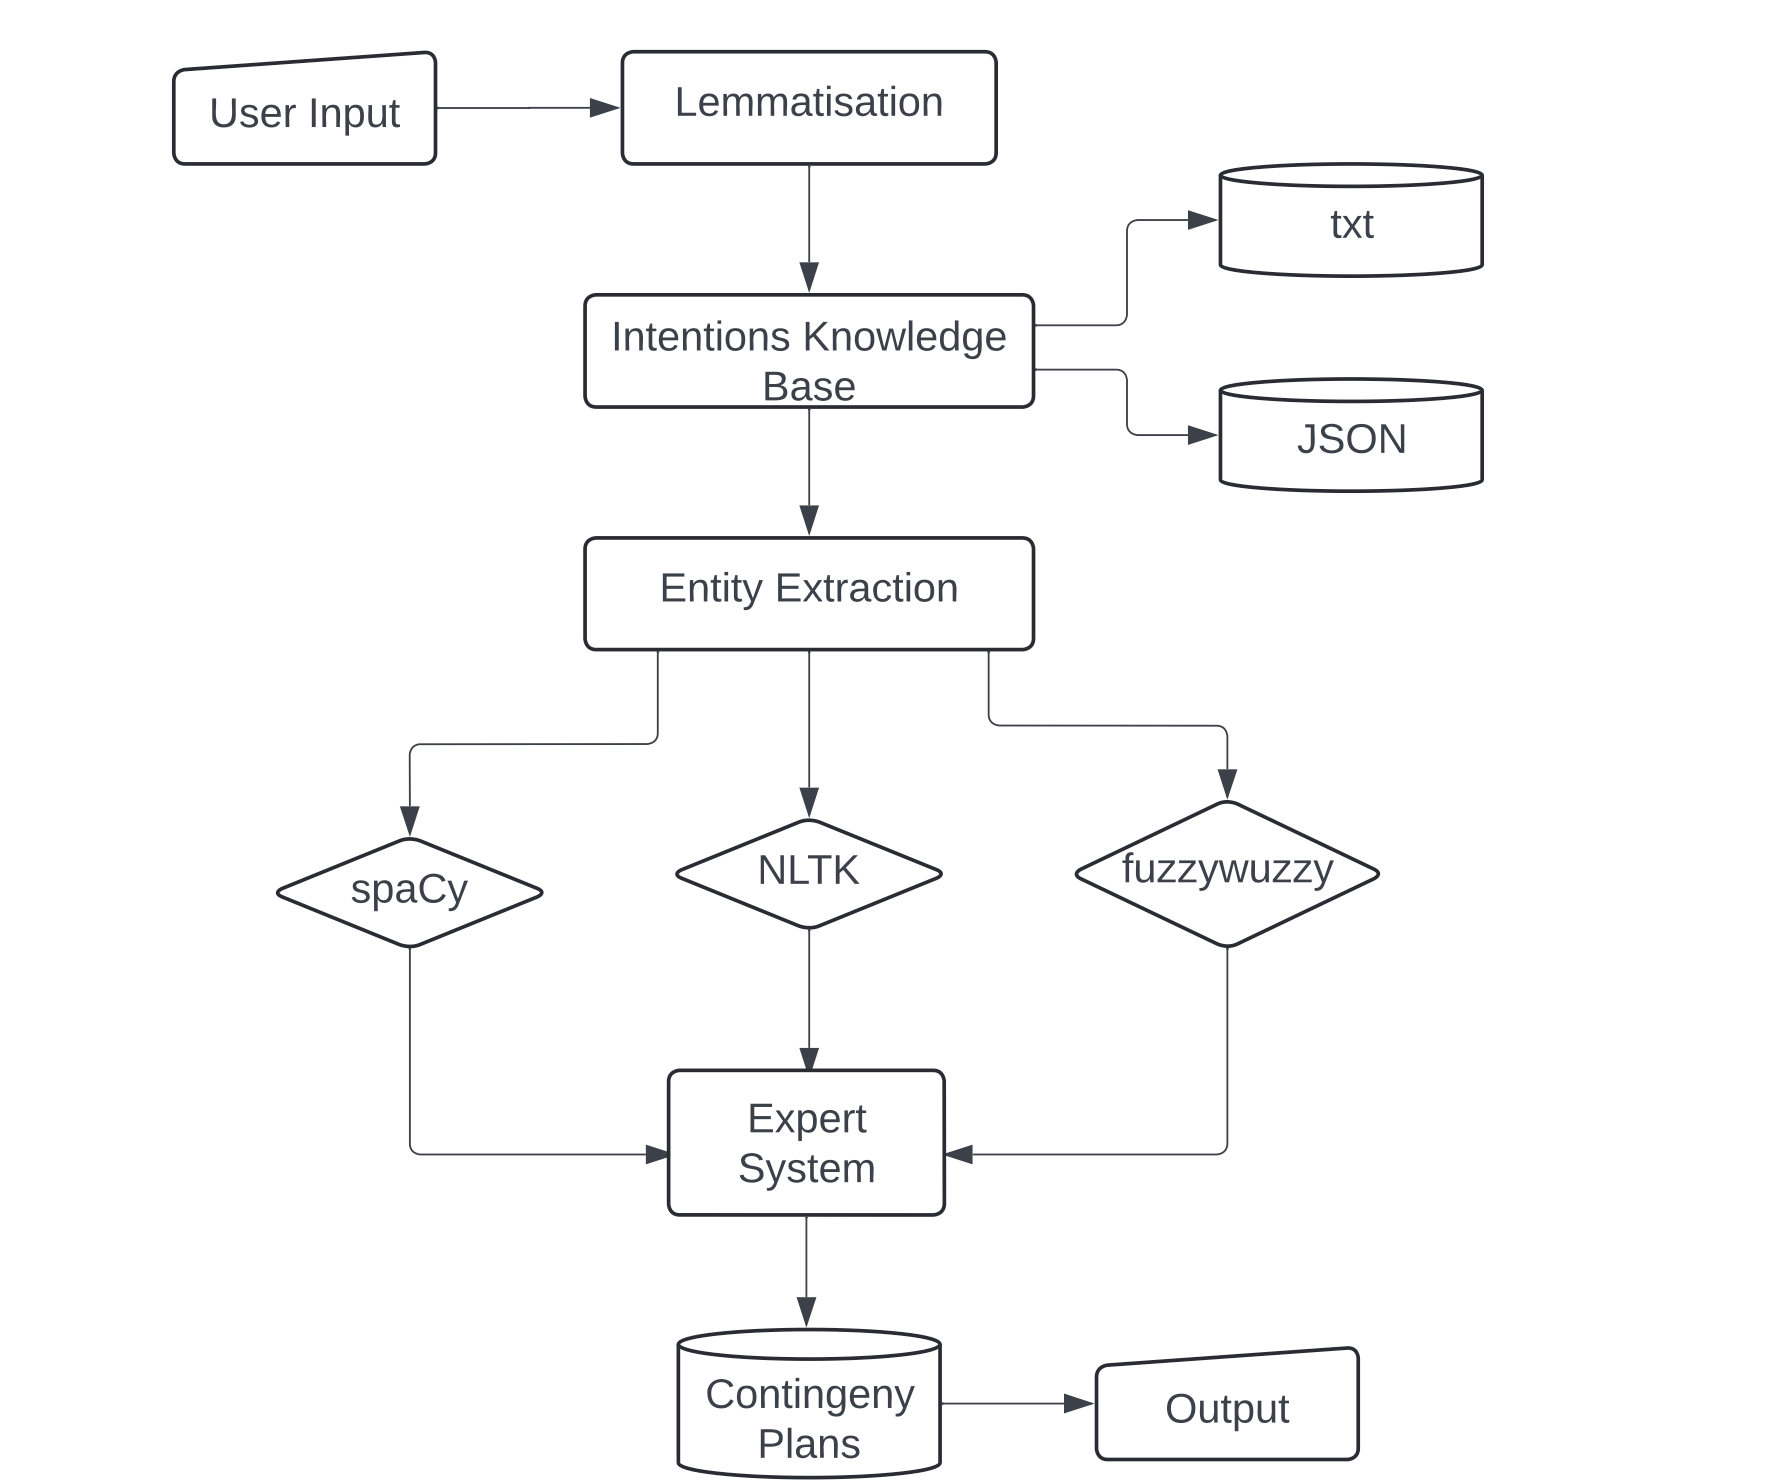 User Input
Lemmatisation
txt
Intentions Knowledge
Base
JSON
Entity Extraction
spaCy
NLTK
fuzzywuzzy
Expert
System
Contingeny
Plans
Output